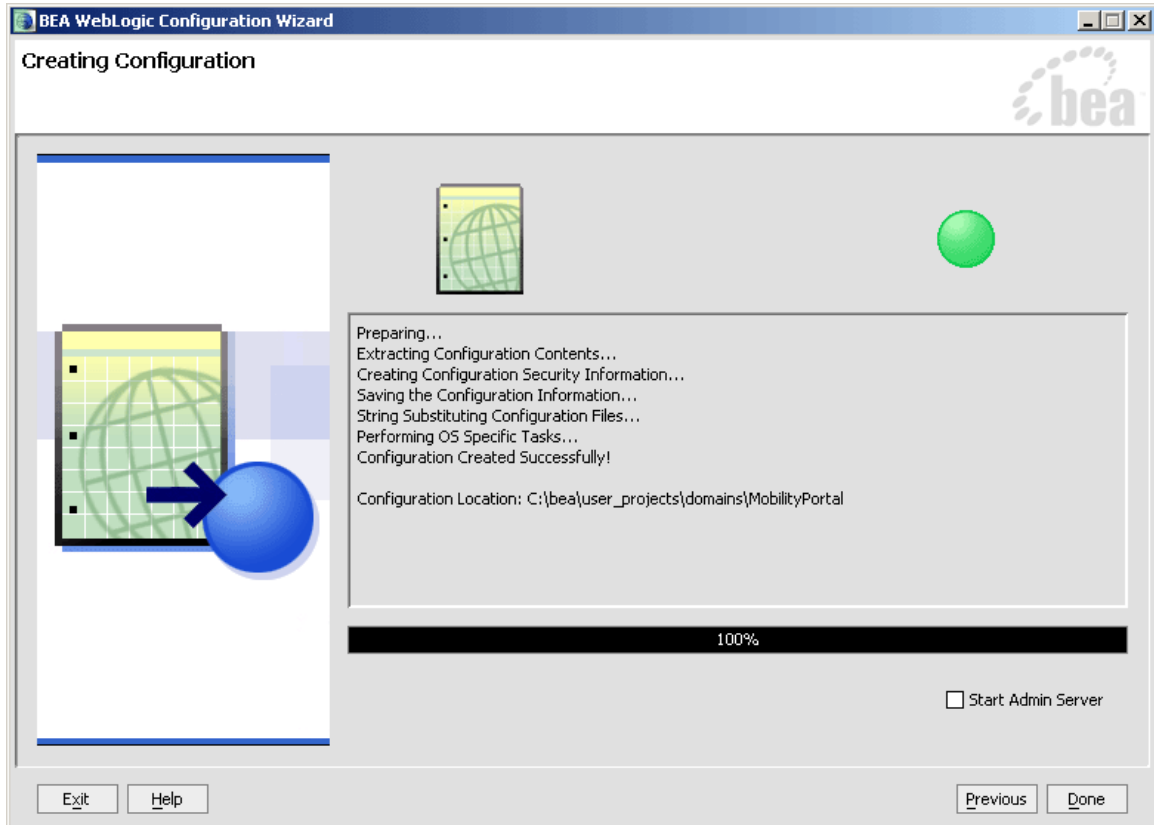 BEA WebLogic Configuration Wizard
Creating Configuration
bea
Preparing...
Extracting Configuration Contents...
Creating Configuration Security Information...
Saving the Configuration Information...
String Substituting Configuration Files...
Performing OS Specific Tasks...
Configuration Created Successfully!
Configuration Location: C:\bea\user_projects\domains\MobilityPortal
100%
Start Admin Server
Exit Help Previous Done